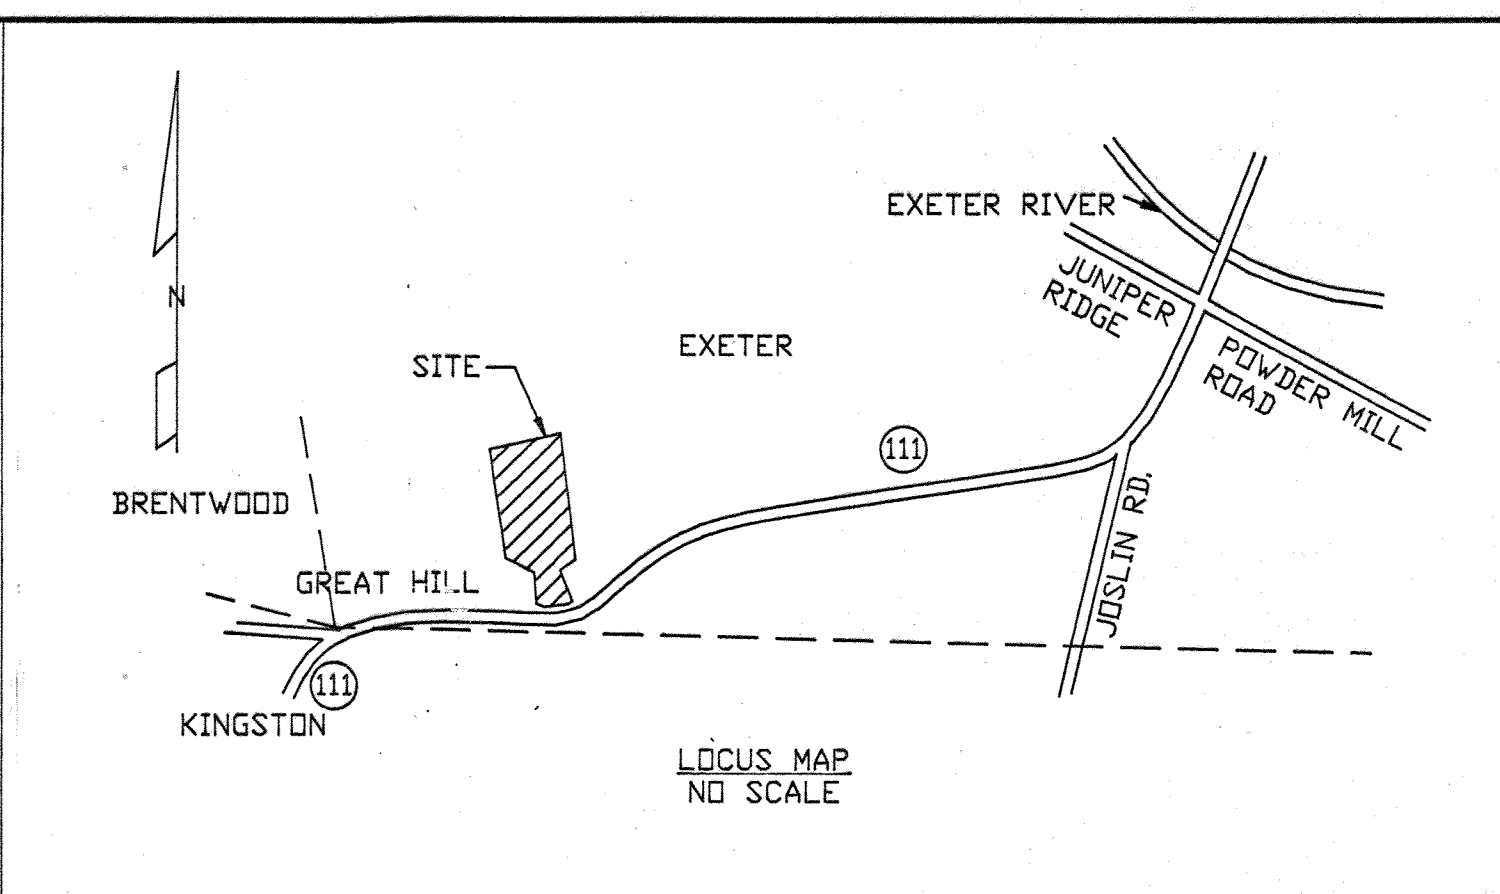 EXETER RIVER
JUNIPER
RIDGE
N
EXETER
SITE
POWDER MILL
ROAD
111
BRENTWOOD
JOSLIN RD.
GREAT HILL
111
KINGSTON
LOCUS MAP
NO SCALE